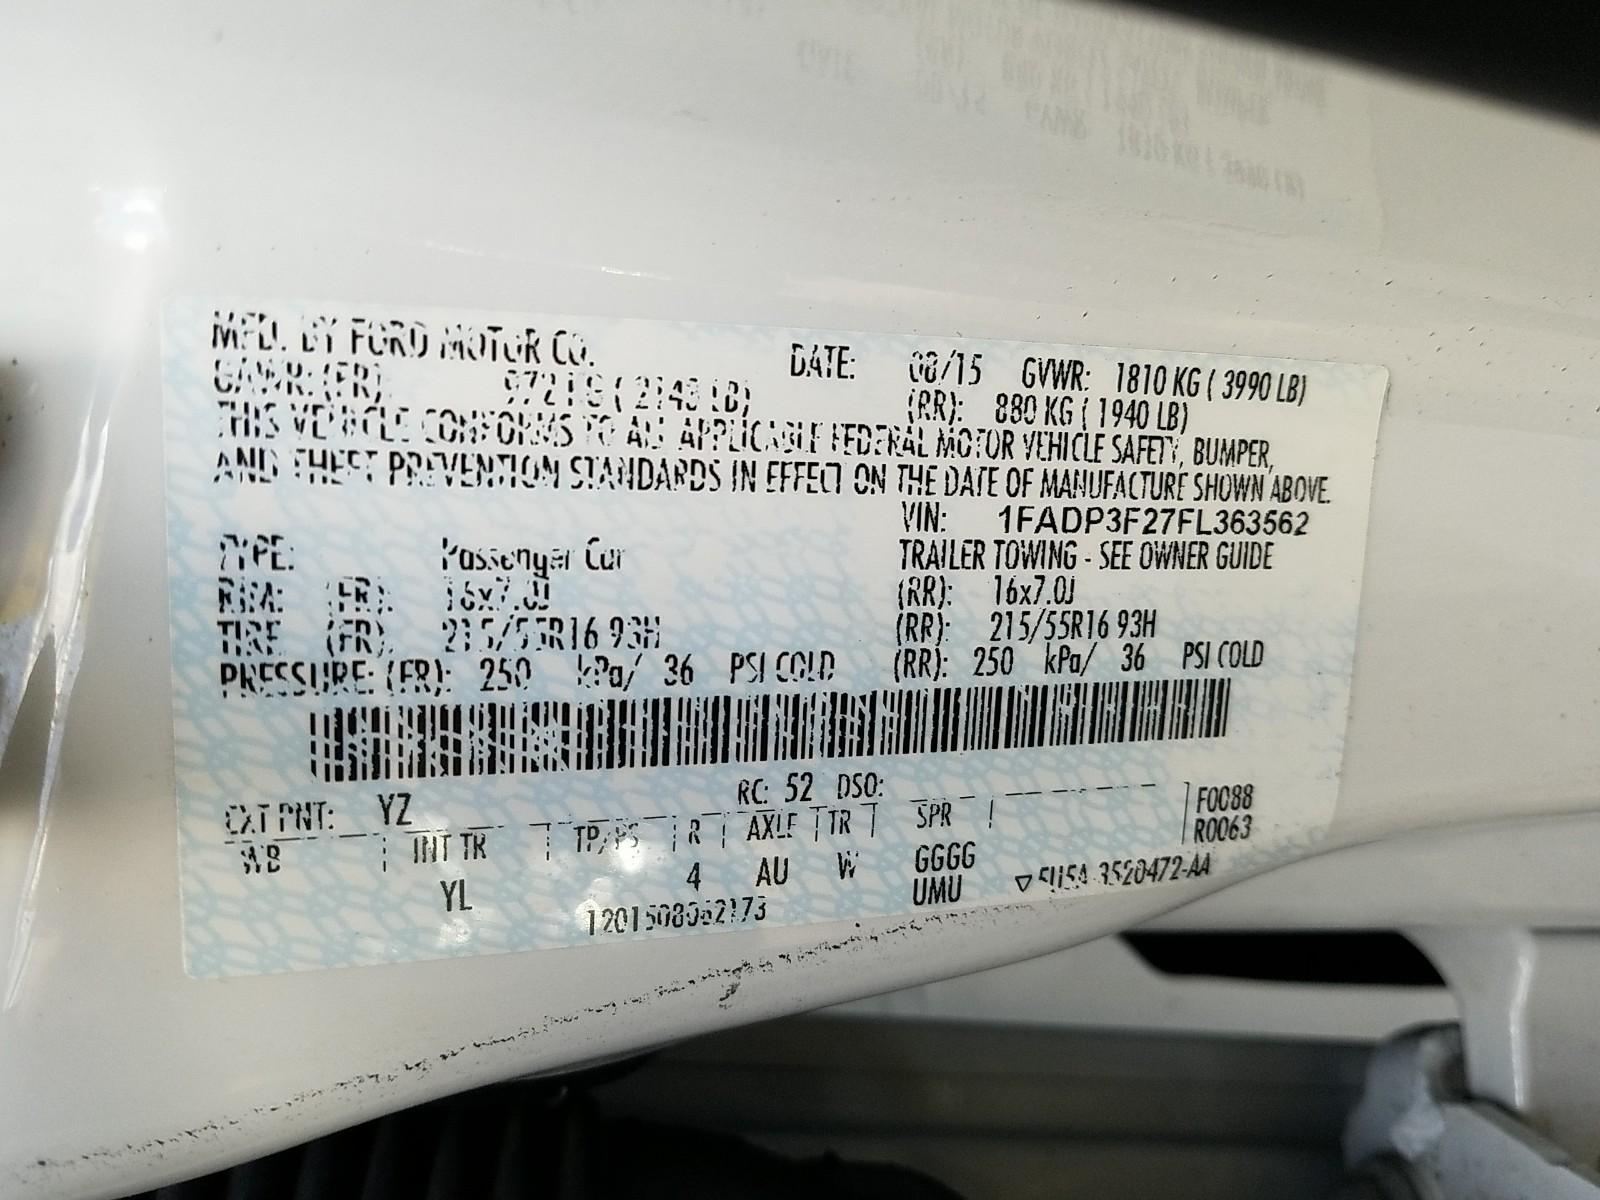 MFD. BY FORD MOTOR CO. DATE: 08/15 GVWR: 1810 KG ( 3990 LB)
GAWR: (FR) 972 KG ( 2143 LB) (RR): 880 KG ( 1940 LB)
THIS VEHICLE CONFORMS TO ALL APPLICABLE FEDERAL MOTOR VEHICLE SAFETY, BUMPER,
AND THEFT PREVENTION STANDARDS IN EFFECT ON THE DATE OF MANUFACTURE SHOWN ABOVE.
VIN: 1FADP3F27FL363562
TYPE: Passenger Car TRAILER TOWING - SEE OWNER GUIDE
RIM: (FR): 16x7.0J (RR): 16x7.0J
TIRE (FR): 215/55R16 93H (RR): 215/55R16 93H
PRESSURE: (FR): 250 kPa/ 36 PSI COLD (RR): 250 kPa/ 36 PSI COLD
EXT PNT: YZ RC: 52 DSO: F0088
WB INT TR TP/PS R AXLE TR SPR R0063
YL 4 AU W GGGG
UMU